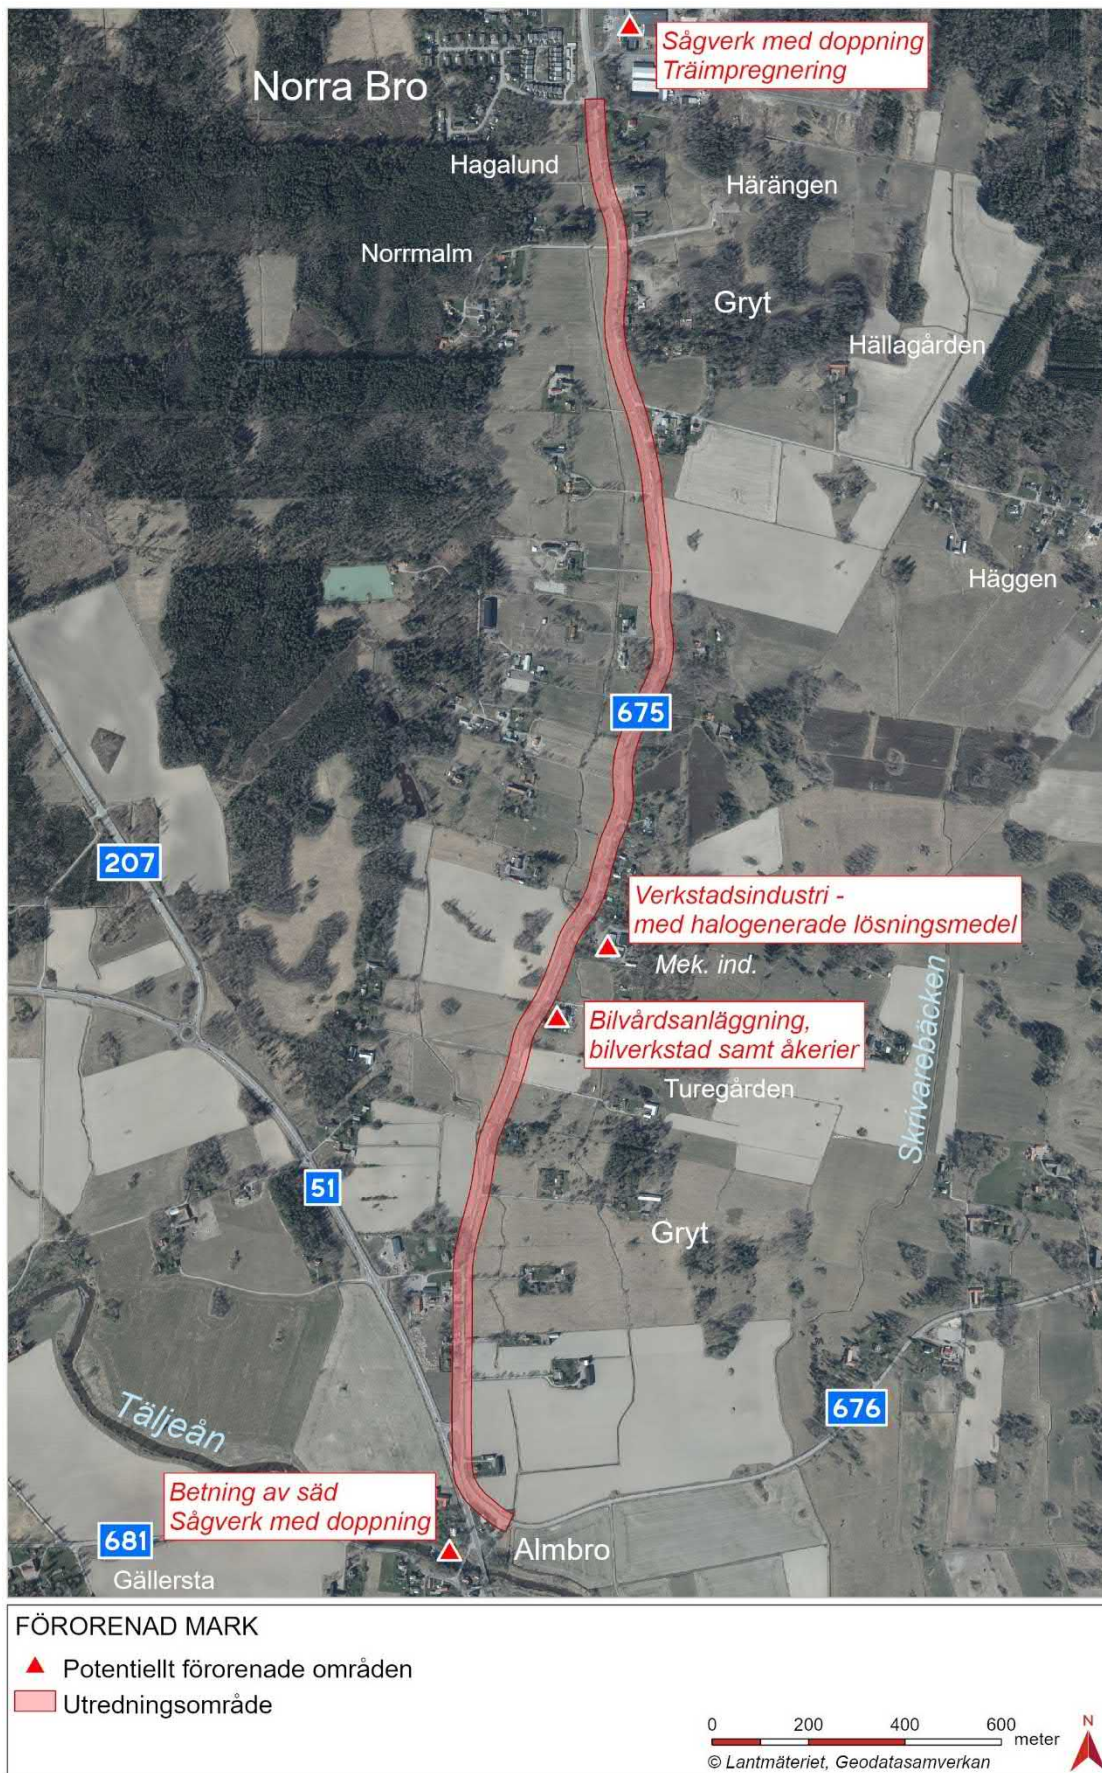 Sågverk med doppning
Träimpregnering
Norra Bro
Hagalund
Härängen
Norrmalm
Gryt
Hällagården
Häggen
675
207
Verkstadsindustri -
med halogenerade lösningsmedel
Mek. ind.
Bilvårdsanläggning,
bilverkstad samt åkerier
Turegården
Skrivarebäcken
51
Gryt
676
Täljeån
Betning av säd
Sågverk med doppning
681
Almbro
Gällersta
FÖRORENAD MARK
Potentiellt förorenade områden
Utredningsområde
0 200 400 600 meter
N
© Lantmäteriet, Geodatasamverkan